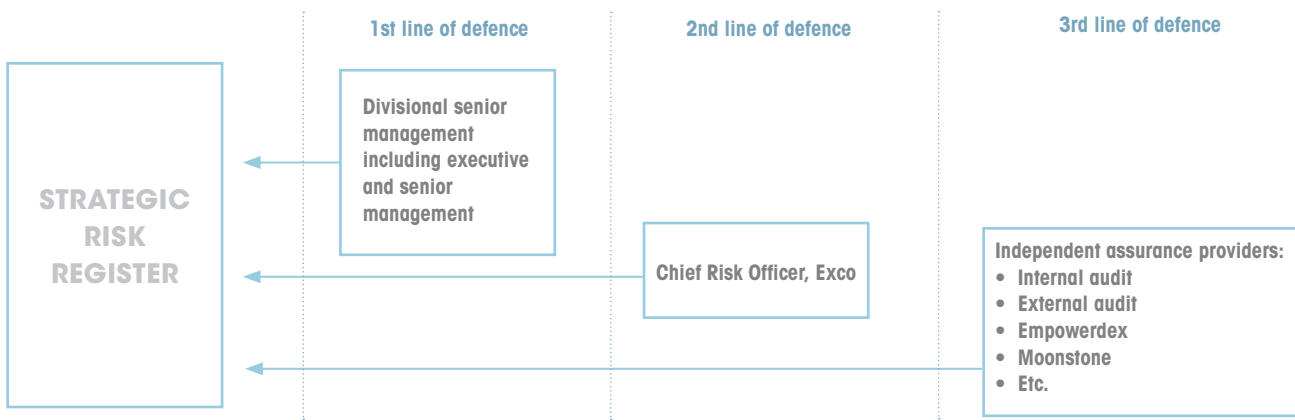 1st line of defence
2nd line of defence
3rd line of defence
STRATEGIC
RISK
REGISTER
Divisional senior
management
including executive
and senior
management
Chief Risk Officer, Exco
Independent assurance providers:
• Internal audit
• External audit
• Empowerdex
• Moonstone
• Etc.